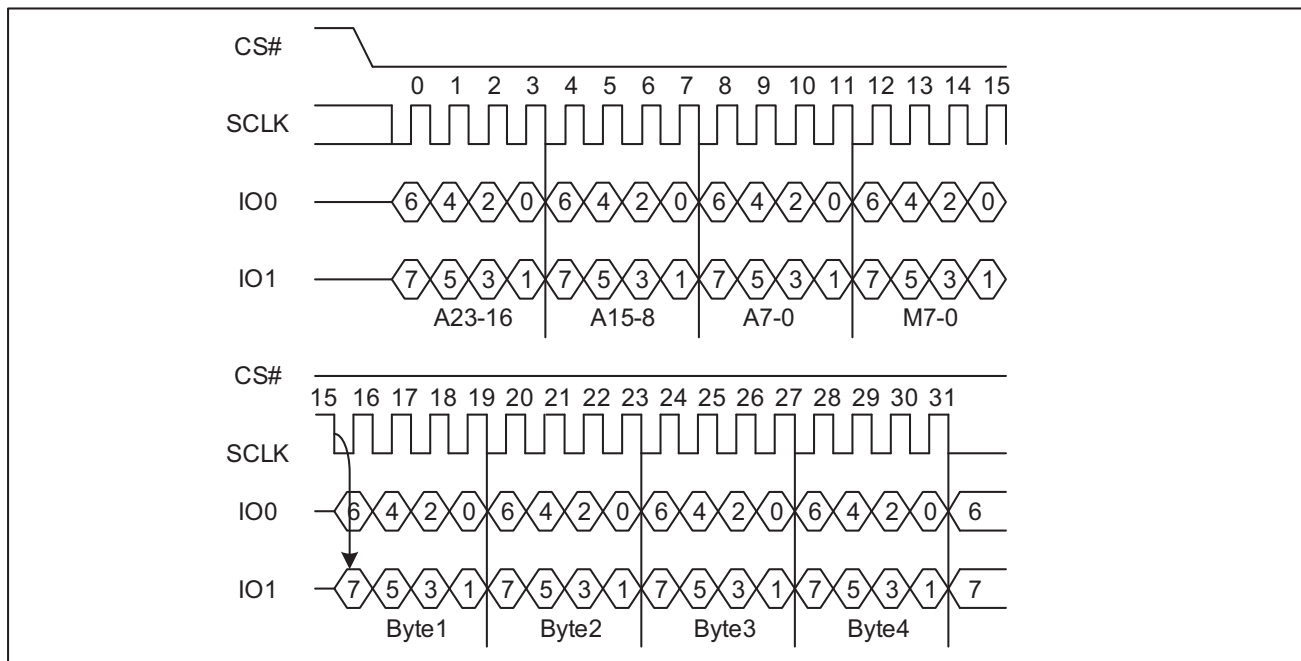 CS#
0 1 2 3 4 5 6 7 8 9 10 11 12 13 14 15
SCLK
IO0 6 4 2 0 6 4 2 0 6 4 2 0 6 4 2 0
IO1 7 5 3 1 7 5 3 1 7 5 3 1 7 5 3 1
A23-16 A15-8 A7-0 M7-0
CS#
15 16 17 18 19 20 21 22 23 24 25 26 27 28 29 30 31
SCLK
IO0 6 4 2 0 6 4 2 0 6 4 2 0 6 4 2 0 6
IO1 7 5 3 1 7 5 3 1 7 5 3 1 7 5 3 1 7
Byte1 Byte2 Byte3 Byte4